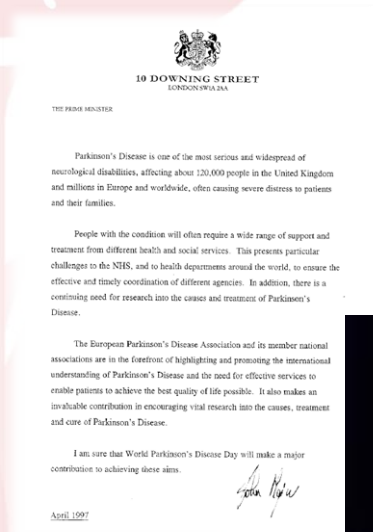 10 DOWNING STREET
LONDON SW1A 2AA
THE PRIME MINISTER
Parkinson's Disease is one of the most serious and widespread of
neurological disabilities, affecting about 120,000 people in the United Kingdom
and millions in Europe and worldwide, often causing severe distress to patients
and their families.
People with the condition will often require a wide range of support and
treatment from different health and social services. This presents particular
challenges to the NHS, and to health departments around the world, to ensure the
effective and timely coordination of different agencies. In addition, there is a
continuing need for research into the causes and treatment of Parkinson's
Disease.
The European Parkinson's Disease Association and its member national
associations are in the forefront of highlighting and promoting the international
understanding of Parkinson's Disease and the need for effective services to
enable patients to achieve the best quality of life possible. It also makes an
invaluable contribution in encouraging vital research into the causes, treatment
and cure of Parkinson's Disease.
I am sure that World Parkinson's Disease Day will make a major
contribution to achieving these aims.
John Major
April 1997